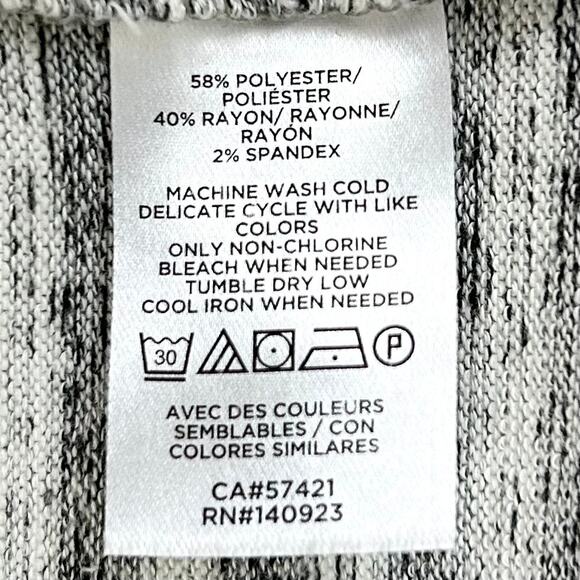 58% POLYESTER/
POLIÉSTER
40% RAYON/ RAYONNE/
RAYÓN
2% SPANDEX
MACHINE WASH COLD
DELICATE CYCLE WITH LIKE
COLORS
ONLY NON-CHLORINE
BLEACH WHEN NEEDED
TUMBLE DRY LOW
COOL IRON WHEN NEEDED
30 P
AVEC DES COULEURS
SEMBLABLES / CON
COLORES SIMILARES
CA#57421
RN#140923